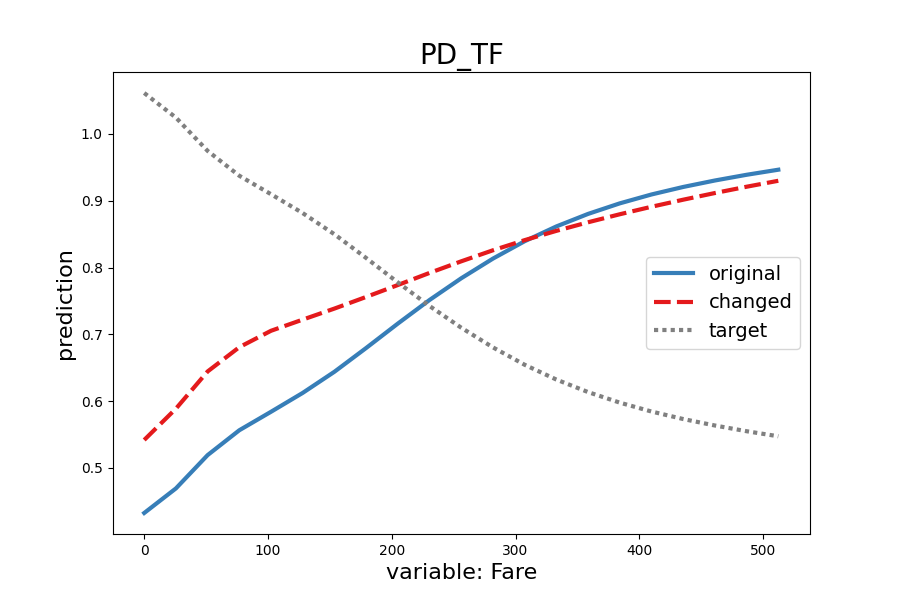 PD_TF
prediction
1.0
0.9
0.8
0.7
0.6
0.5
original
changed
target
0 100 200 300 400 500
variable: Fare